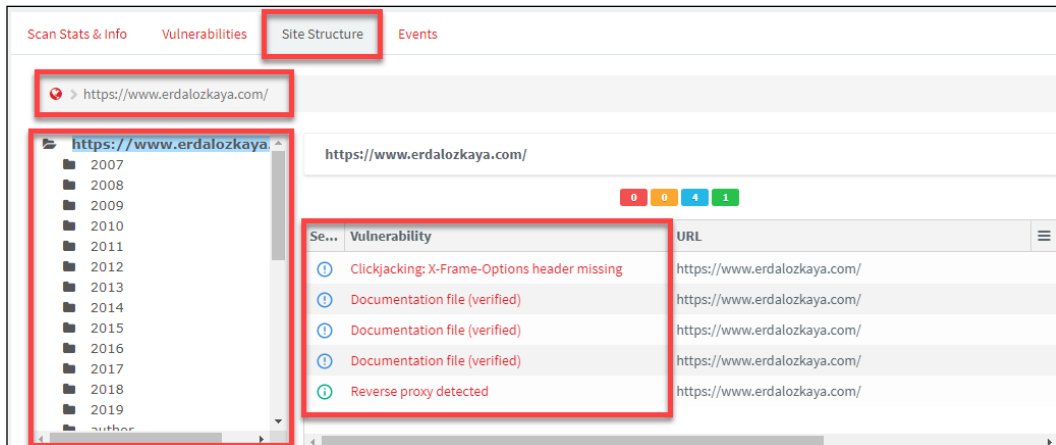 Scan Stats & Info Vulnerabilities Site Structure Events
> https://www.erdalozkaya.com/
https://www.erdalozkaya.
2007
2008
2009
2010
2011
2012
2013
2014
2015
2016
2017
2018
2019
author
https://www.erdalozkaya.com/
0 0 4 1
Se... Vulnerability URL
Clickjacking: X-Frame-Options header missing https://www.erdalozkaya.com/
Documentation file (verified) https://www.erdalozkaya.com/
Documentation file (verified) https://www.erdalozkaya.com/
Documentation file (verified) https://www.erdalozkaya.com/
Reverse proxy detected https://www.erdalozkaya.com/